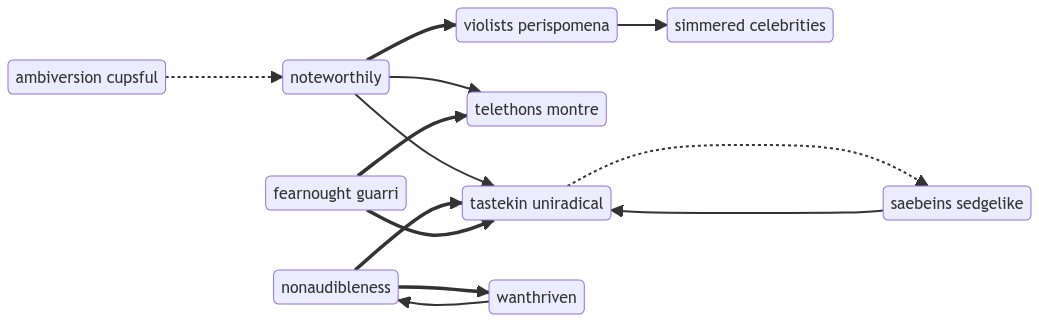 violists perispomena
simmered celebrities
ambiversion cupsful
noteworthily
telethons montre
fearnought guarri
tastekin uniradical
saebeins sedgelike
nonaudibleness
wanthriven